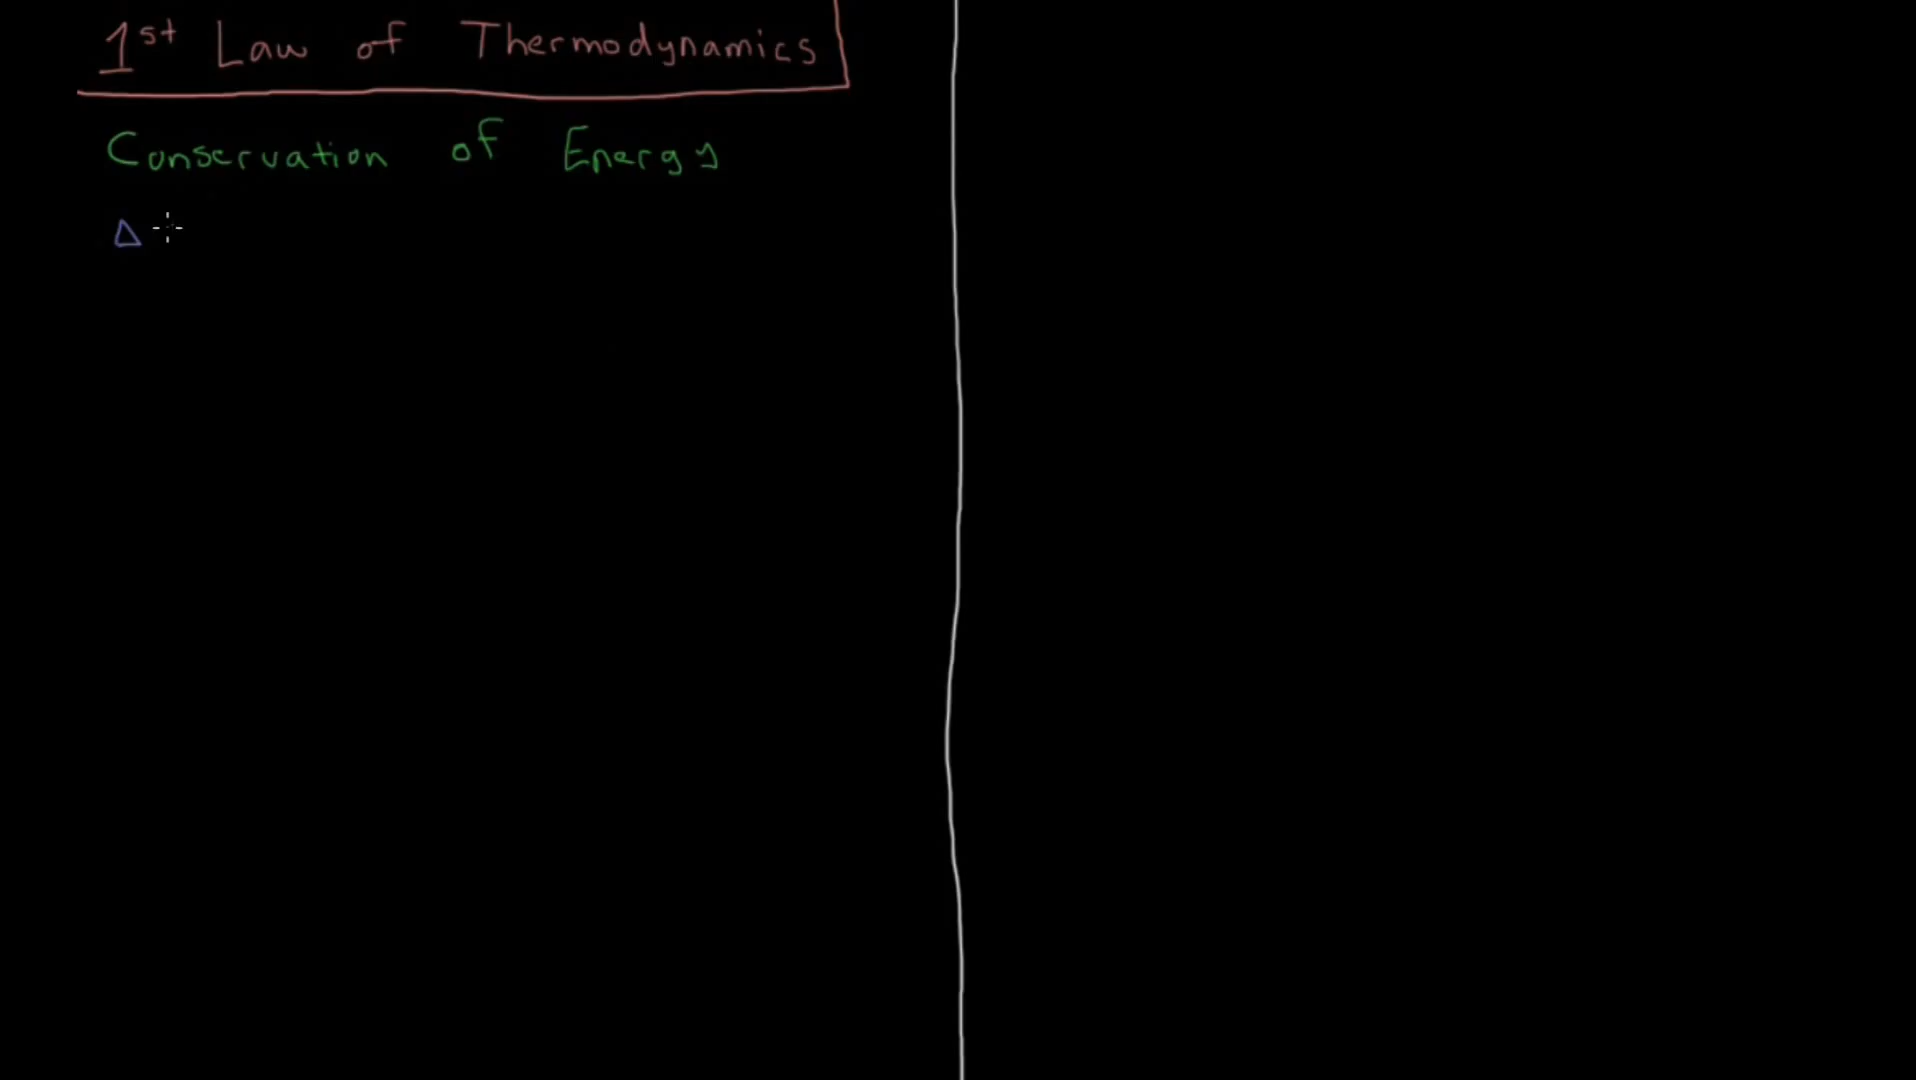 1st Law of Thermodynamics
Conservation of Energy
Δ